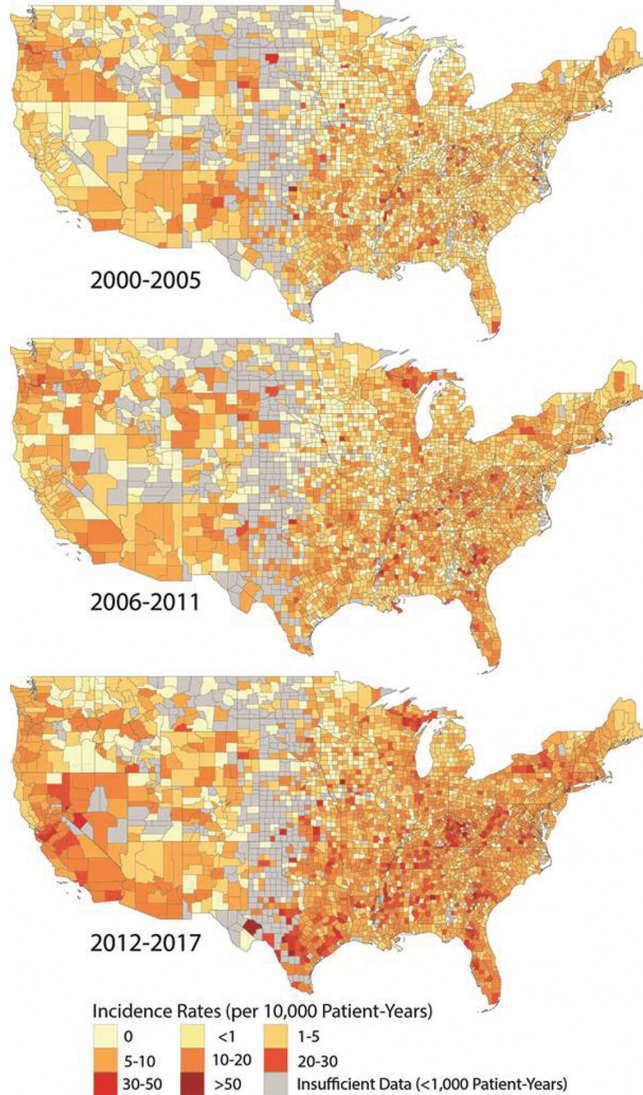 2000-2005
2006-2011
2012-2017
Incidence Rates (per 10,000 Patient-Years)
0 <1 1-5
5-10 10-20 20-30
30-50 >50 Insufficient Data (<1,000 Patient-Years)